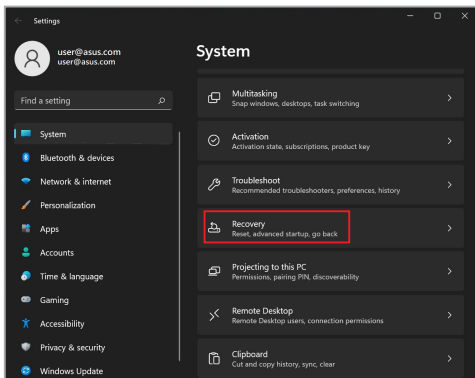 Settings
user@asus.com
user@asus.com
Find a setting
System
Bluetooth & devices
Network & internet
Personalization
Apps
Accounts
Time & language
Gaming
Accessibility
Privacy & security
Windows Update
System
Multitasking
Snap windows, desktops, task switching
Activation
Activation state, subscriptions, product key
Troubleshoot
Recommended troubleshooters, preferences, history
Recovery
Reset, advanced startup, go back
Projecting to this PC
Permissions, pairing PIN, discoverability
Remote Desktop
Remote Desktop users, connection permissions
Clipboard
Cut and copy history, sync, clear